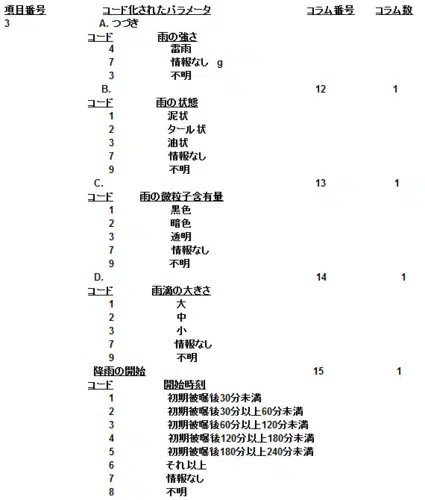 項目番号 コード化されたパラメータ コラム番号 コラム数
3 A. つづき
コード 雨の強さ
4 雷雨
7 情報なし g
3 不明
B. 12 1
コード 雨の状態
1 泥状
2 タール状
3 油状
7 情報なし
9 不明
C. 13 1
コード 雨の微粒子含有量
1 黒色
2 暗色
3 透明
7 情報なし
9 不明
D. 14 1
コード 雨滴の大きさ
1 大
2 中
3 小
7 情報なし
9 不明
降雨の開始 15 1
コード 開始時刻
1 初期被曝後30分未満
2 初期被曝後30分以上60分未満
3 初期被曝後60分以上120分未満
4 初期被曝後120分以上180分未満
5 初期被曝後180分以上240分未満
6 それ以上
7 情報なし
8 不明